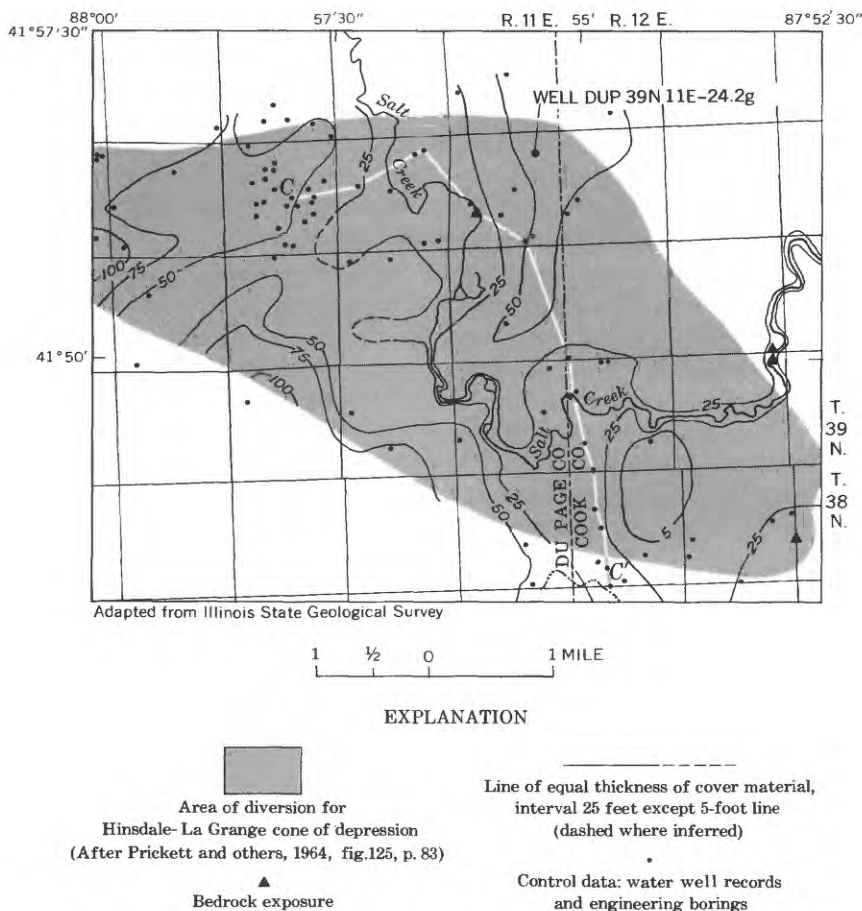 88°00′ 57′30″ R. 11 E. 55′ R. 12 E. 87°52′30″
41°57′30″
WELL DUP 39N 11E–24.2g
Salt
Creek
25
C
100
75
50
25
50
41°50′
50
75
100
Creek
Salt
25
25
T.
39
N.
T.
38
N.
DU PAGE CO
COOK CO
50
25
5
25
C′
Adapted from Illinois State Geological Survey
1 ½ 0 1 MILE
EXPLANATION
Area of diversion for
Hinsdale-La Grange cone of depression
(After Prickett and others, 1964, fig.125, p. 83)
Bedrock exposure
Line of equal thickness of cover material,
interval 25 feet except 5-foot line
(dashed where inferred)
Control data: water well records
and engineering borings